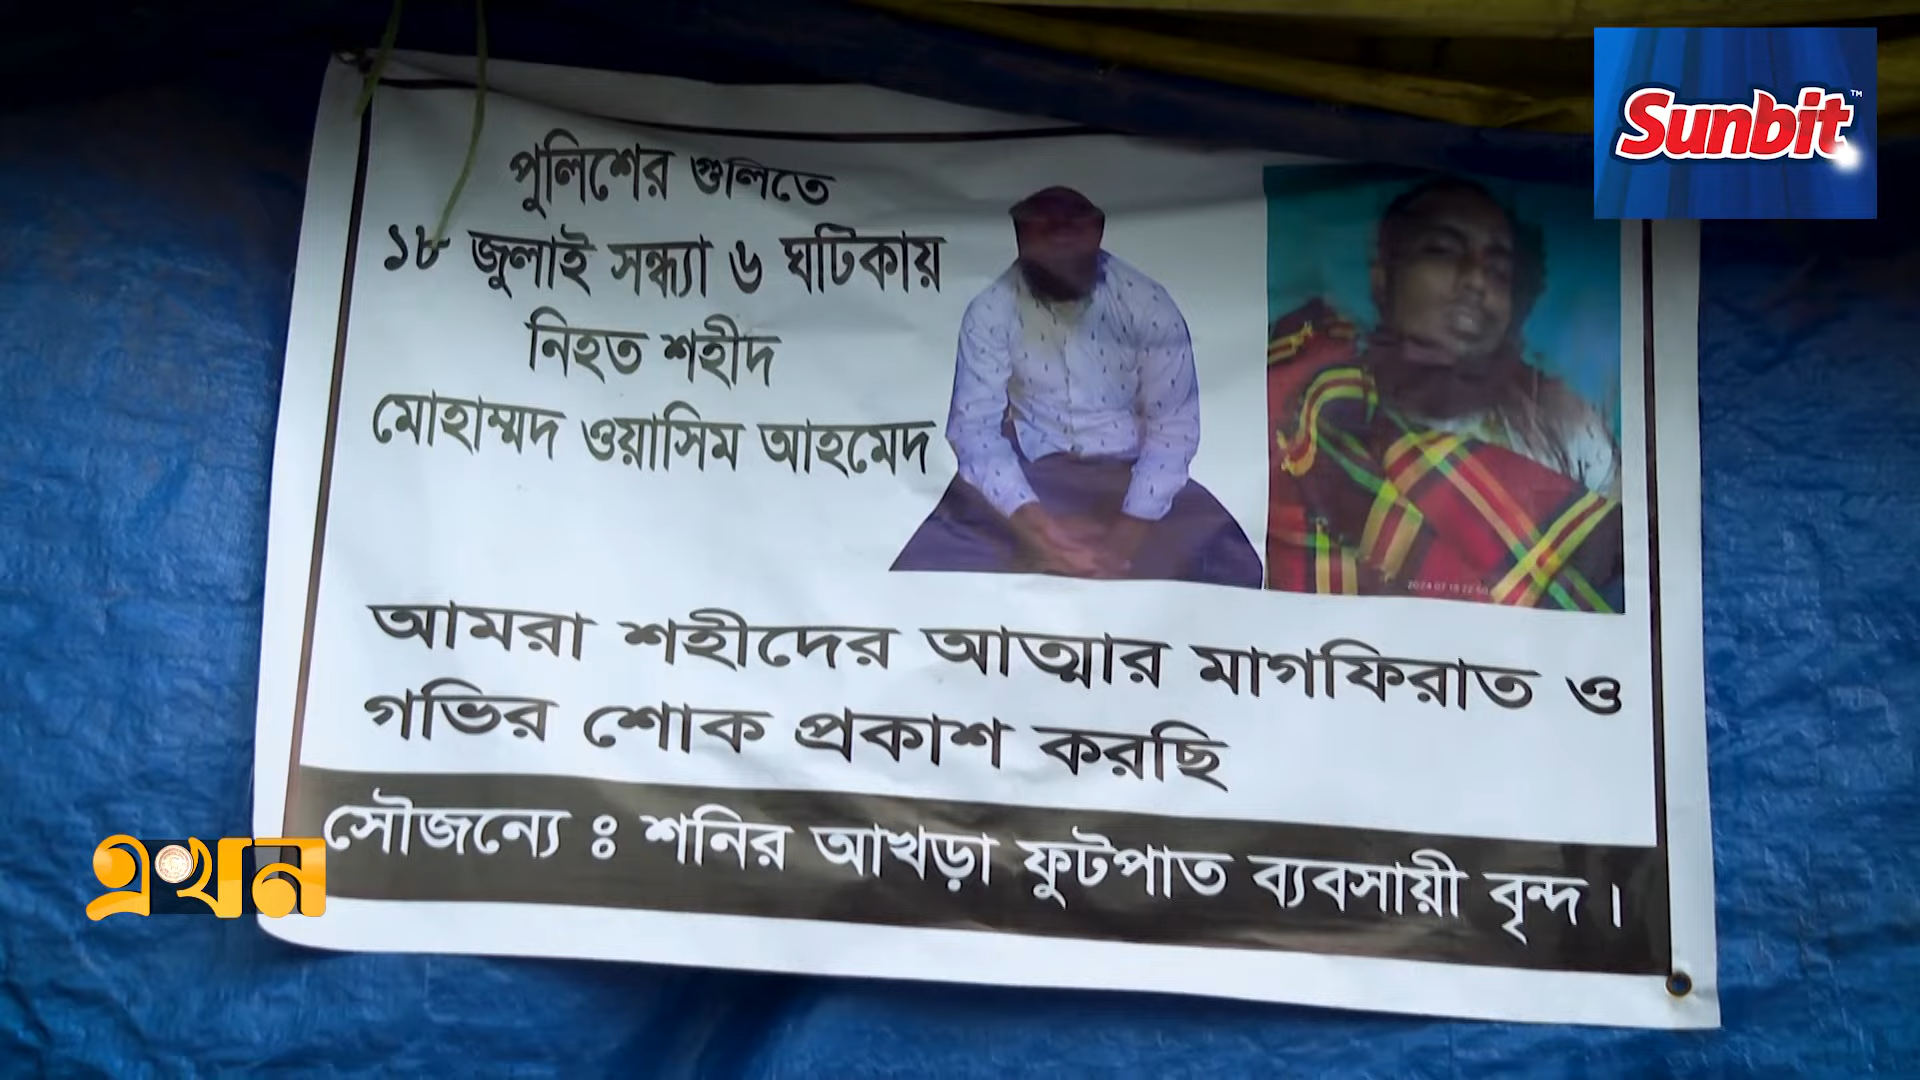 Sunbit™
পুলিশের গুলিতে
১৮ জুলাই সন্ধ্যা ৬ ঘটিকায়
নিহত শহীদ
মোহাম্মদ ওয়াসিম আহমেদ
আমরা শহীদের আত্মার মাগফিরাত ও
গভির শোক প্রকাশ করছি
সৌজন্যে ঃ শনির আখড়া ফুটপাত ব্যবসায়ী বৃন্দ ।
এখন